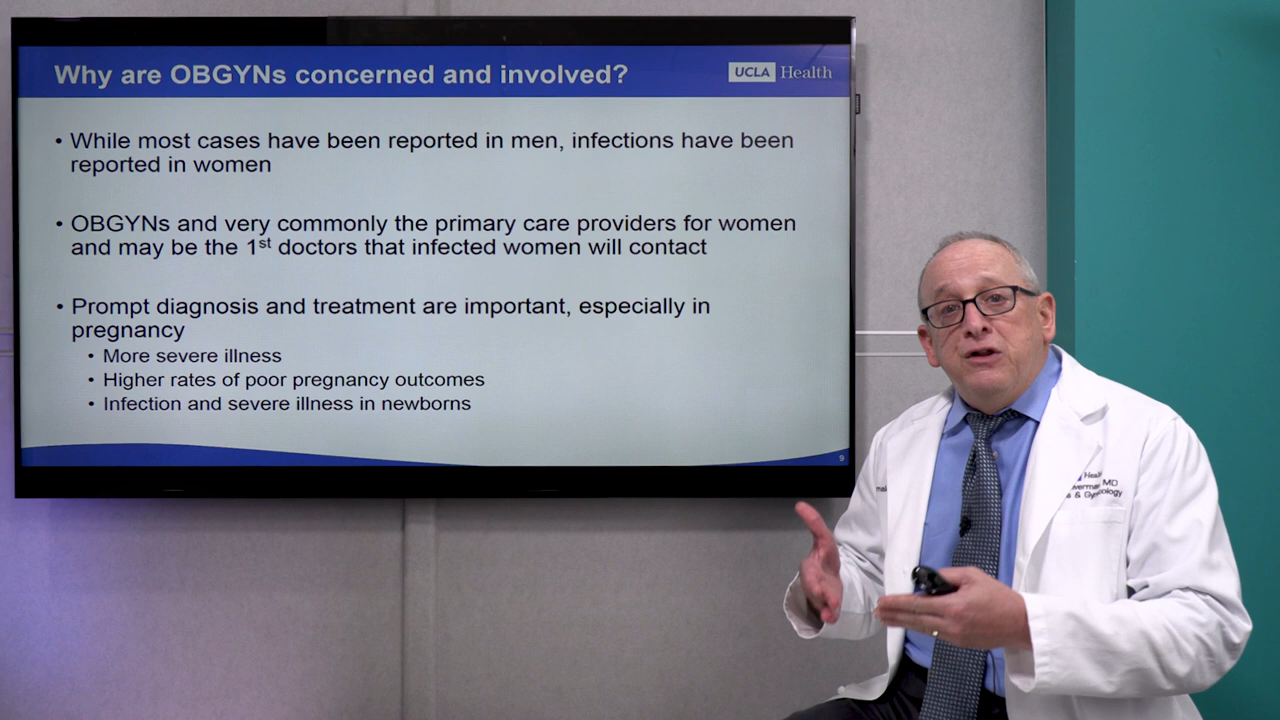 Why are OBGYNs concerned and involved?
UCLA Health
• While most cases have been reported in men, infections have been
reported in women
• OBGYNs and very commonly the primary care providers for women
and may be the 1st doctors that infected women will contact
• Prompt diagnosis and treatment are important, especially in
pregnancy
• More severe illness
• Higher rates of poor pregnancy outcomes
• Infection and severe illness in newborns
9
MD